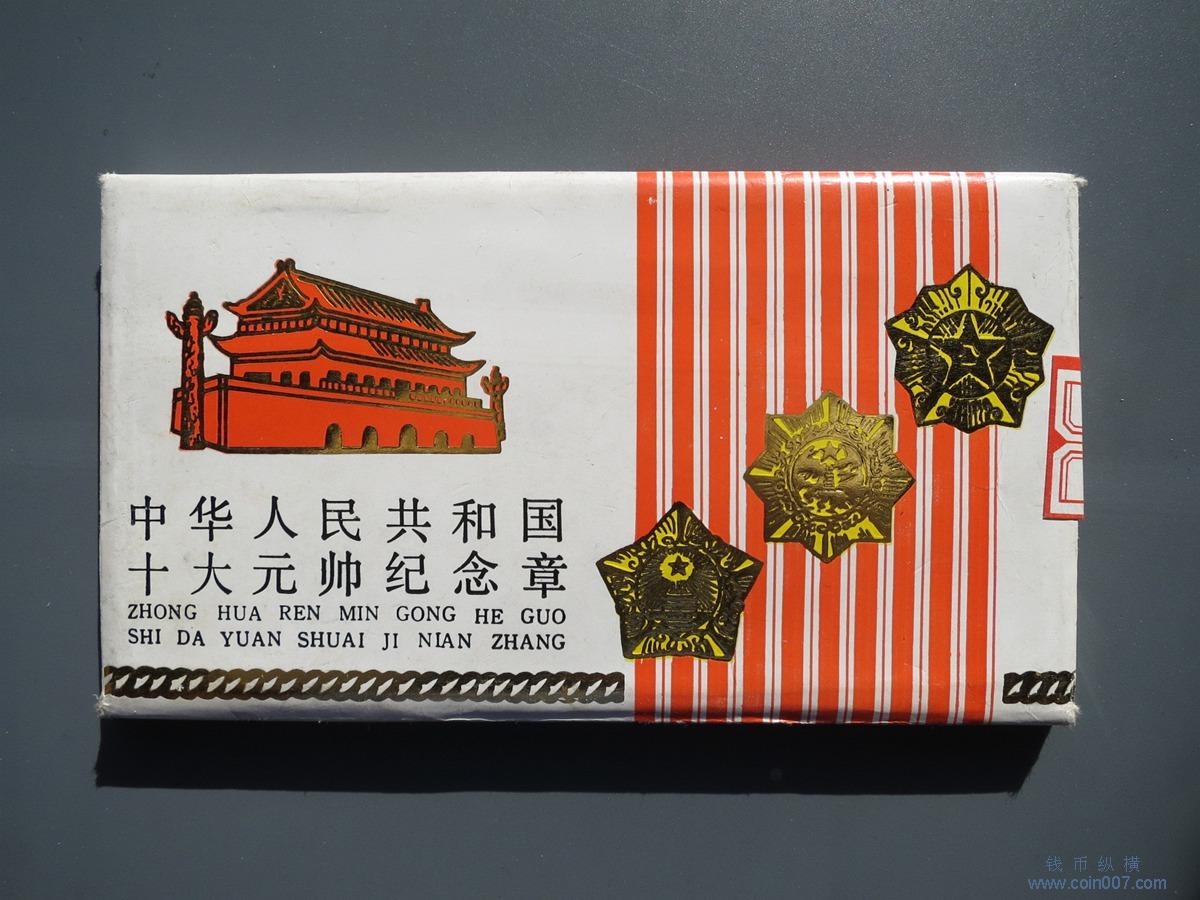 中华人民共和国
十大元帅纪念章
ZHONG HUA REN MIN GONG HE GUO
SHI DA YUAN SHUAI JI NIAN ZHANG
钱币纵横
www.coin007.com